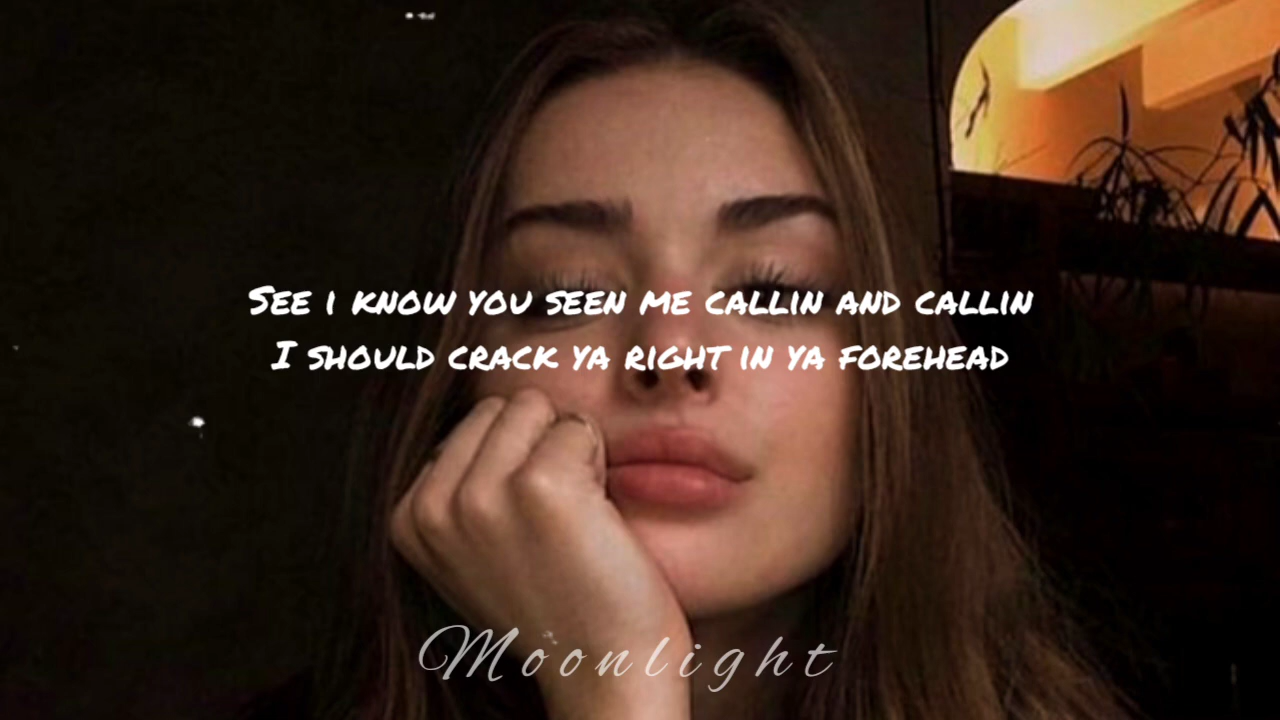 See i know you seen me callin and callin
I should crack ya right in ya forehead
Moonlight